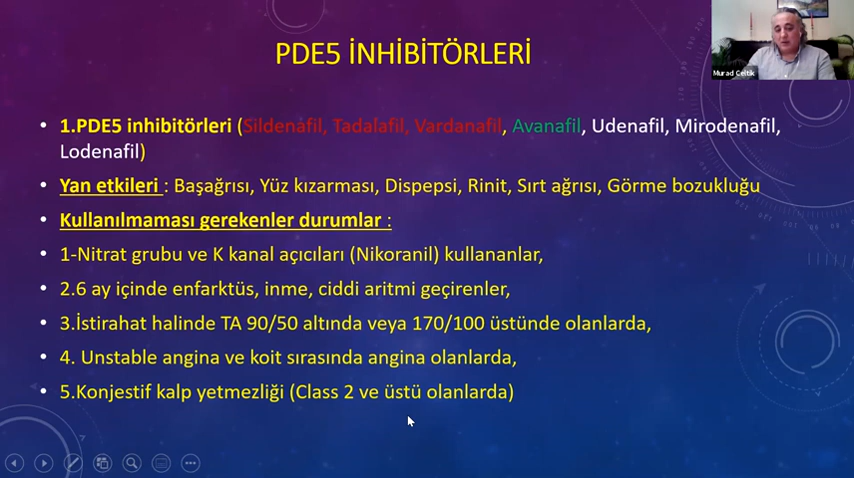 PDE5 İNHİBİTÖRLERİ
Murad Çeltik
• 1.PDE5 inhibitörleri (Sildenafil, Tadalafil, Vardanafil, Avanafil, Udenafil, Mirodenafil,
Lodenafil)
• Yan etkileri : Başağrısı, Yüz kızarması, Dispepsi, Rinit, Sırt ağrısı, Görme bozukluğu
• Kullanılmaması gerekenler durumlar :
• 1-Nitrat grubu ve K kanal açıcıları (Nikoranil) kullananlar,
• 2.6 ay içinde enfarktüs, inme, ciddi aritmi geçirenler,
• 3.İstirahat halinde TA 90/50 altında veya 170/100 üstünde olanlarda,
• 4. Unstable angina ve koit sırasında angina olanlarda,
• 5.Konjestif kalp yetmezliği (Class 2 ve üstü olanlarda)